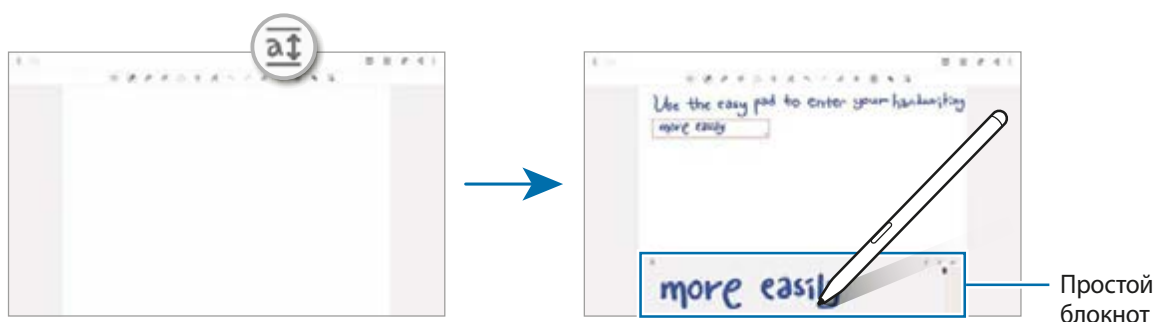 a
Use the easy pad to enter your handwriting
more easily
more easily
Простой
блокнот